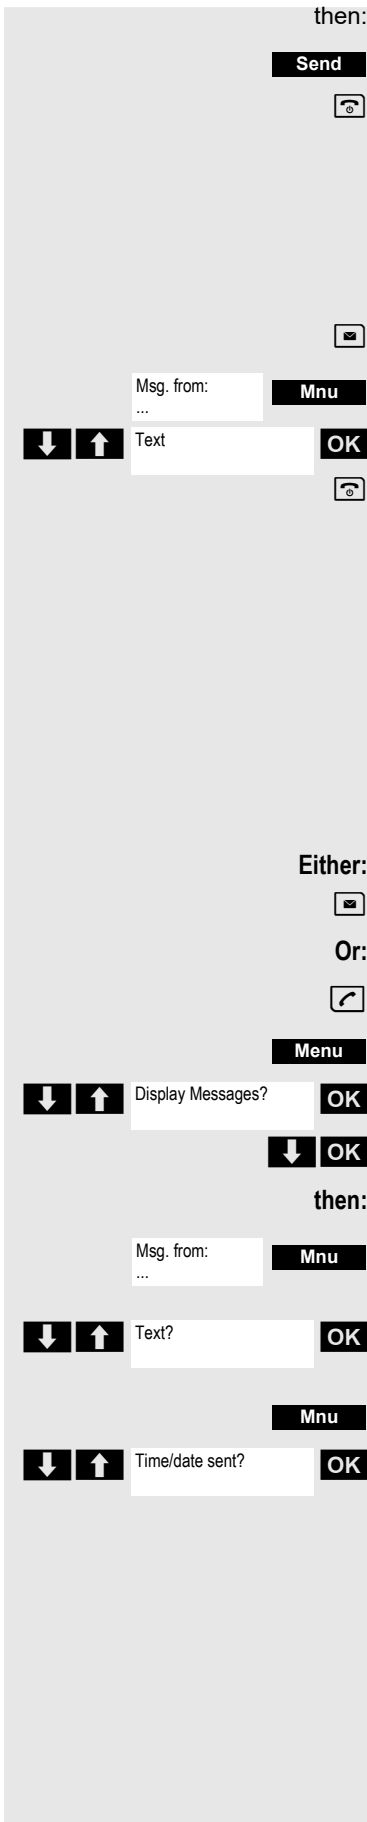 then:
Send
Msg. from:
...
Mnu
Text
OK
Either:
Or:
Menu
Display Messages?
OK
OK
then:
Msg. from:
...
Mnu
Text?
OK
Mnu
Time/date sent?
OK